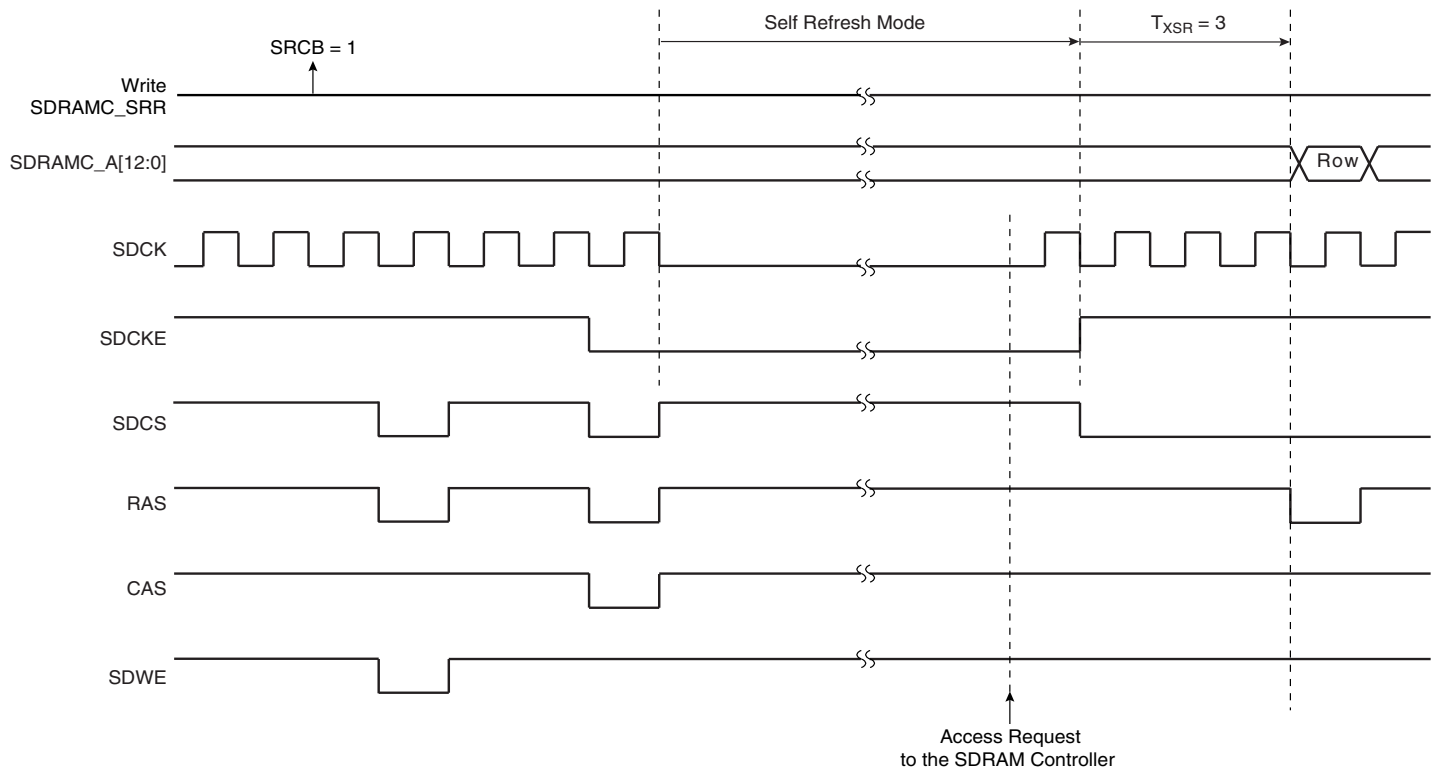 Self Refresh Mode
T_XSR = 3
SRCB = 1
Write
SDRAMC_SRR
SDRAMC_A[12:0]
Row
SDCK
SDCKE
SDCS
RAS
CAS
SDWE
Access Request
to the SDRAM Controller